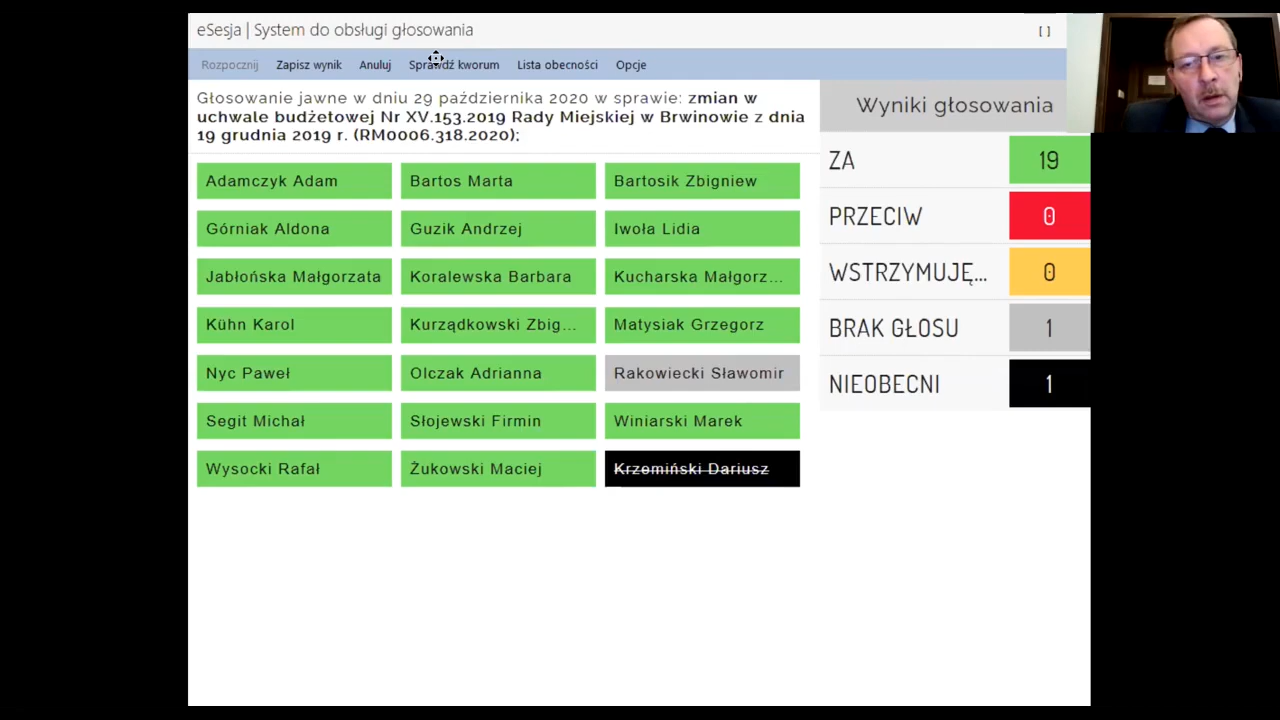 eSesja | System do obsługi głosowania
[ ]
Rozpocznij Zapisz wynik Anuluj Sprawdź kworum Lista obecności Opcje
Głosowanie jawne w dniu 29 października 2020 w sprawie: zmian w
uchwale budżetowej Nr XV.153.2019 Rady Miejskiej w Brwinowie z dnia
19 grudnia 2019 r. (RM0006.318.2020);
Adamczyk Adam Bartos Marta Bartosik Zbigniew
Górniak Aldona Guzik Andrzej Iwoła Lidia
Jabłońska Małgorzata Koralewska Barbara Kucharska Małgorz...
Kühn Karol Kurządkowski Zbig... Matysiak Grzegorz
Nyc Paweł Olczak Adrianna Rakowiecki Sławomir
Segit Michał Słojewski Firmin Winiarski Marek
Wysocki Rafał Żukowski Maciej Krzemiński Dariusz
Wyniki głosowania
ZA 19
PRZECIW 0
WSTRZYMUJĘ... 0
BRAK GŁOSU 1
NIEOBECNI 1